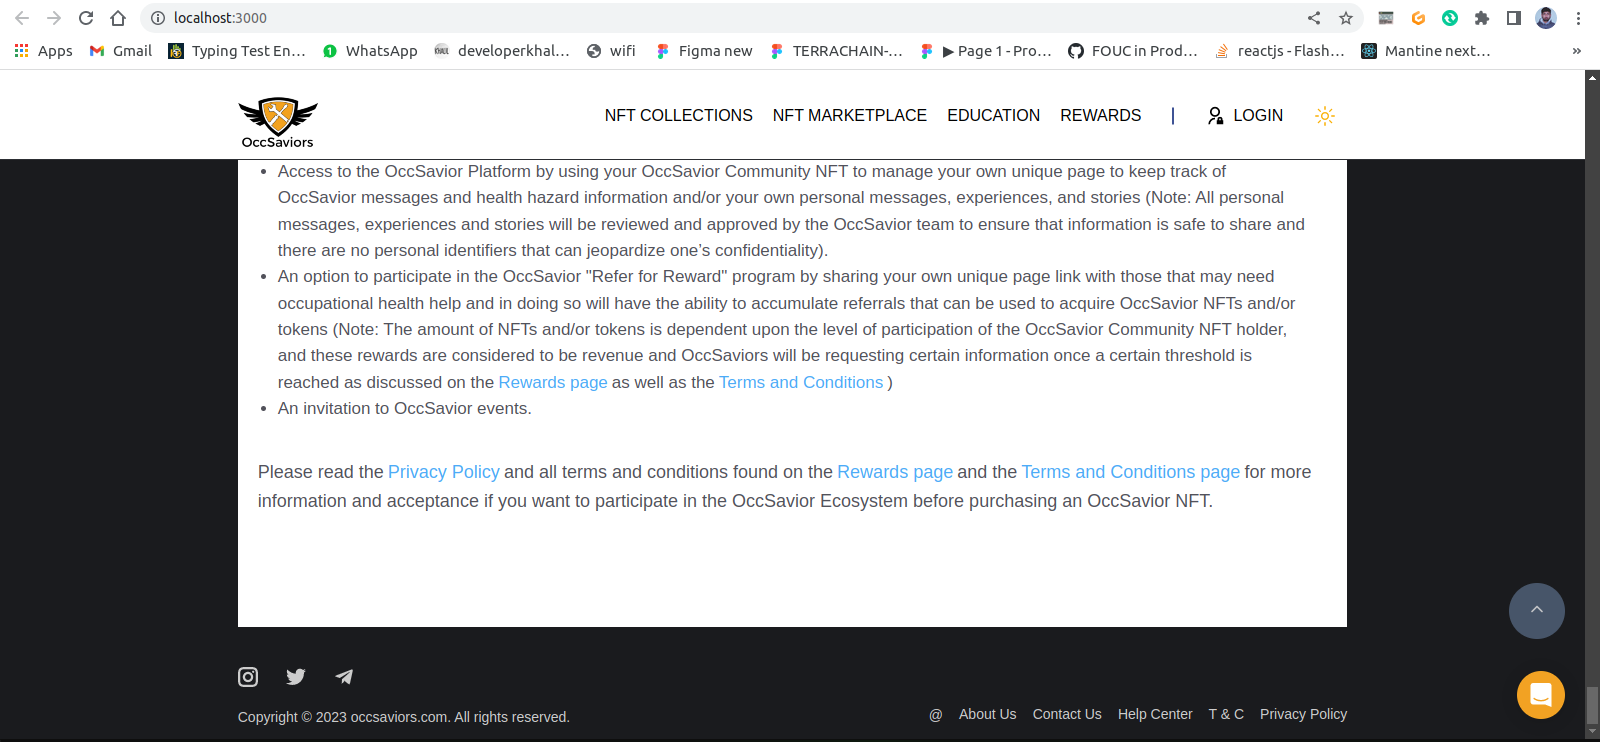 localhost:3000
Apps
Gmail
Typing Test En...
WhatsApp
developerkhal...
wifi
Figma new
TERRACHAIN-...
▶ Page 1 - Pro...
FOUC in Prod...
reactjs - Flash...
Mantine next...
»
OccSaviors
NFT COLLECTIONS
NFT MARKETPLACE
EDUCATION
REWARDS
|
LOGIN
• Access to the OccSavior Platform by using your OccSavior Community NFT to manage your own unique page to keep track of
OccSavior messages and health hazard information and/or your own personal messages, experiences, and stories (Note: All personal
messages, experiences and stories will be reviewed and approved by the OccSavior team to ensure that information is safe to share and
there are no personal identifiers that can jeopardize one’s confidentiality).
• An option to participate in the OccSavior "Refer for Reward" program by sharing your own unique page link with those that may need
occupational health help and in doing so will have the ability to accumulate referrals that can be used to acquire OccSavior NFTs and/or
tokens (Note: The amount of NFTs and/or tokens is dependent upon the level of participation of the OccSavior Community NFT holder,
and these rewards are considered to be revenue and OccSaviors will be requesting certain information once a certain threshold is
reached as discussed on the Rewards page as well as the Terms and Conditions )
• An invitation to OccSavior events.
Please read the Privacy Policy and all terms and conditions found on the Rewards page and the Terms and Conditions page for more
information and acceptance if you want to participate in the OccSavior Ecosystem before purchasing an OccSavior NFT.
Copyright © 2023 occsaviors.com. All rights reserved.
@
About Us
Contact Us
Help Center
T & C
Privacy Policy